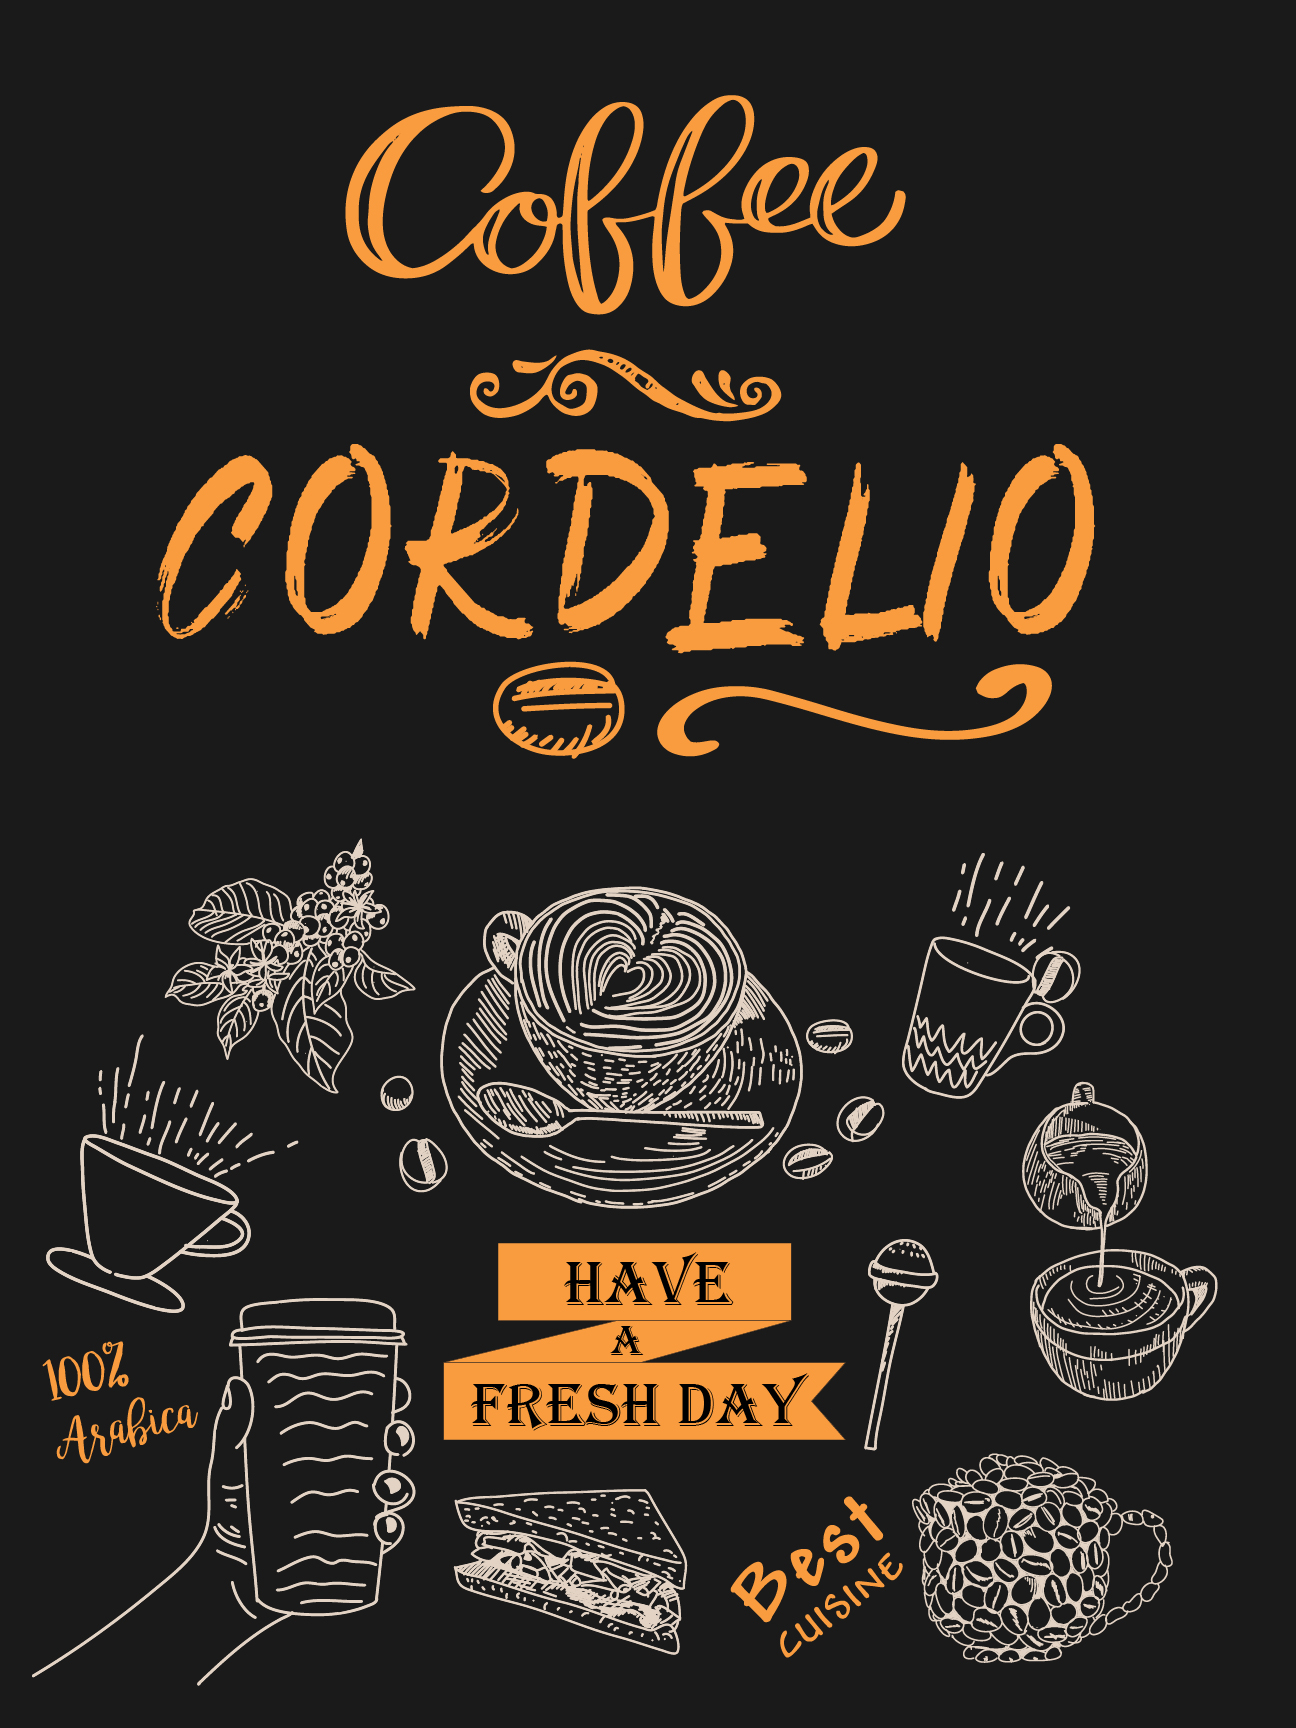 Coffee
CORDELIO
HAVE
A
FRESH DAY
100%
Arabica
Best
CUISINE